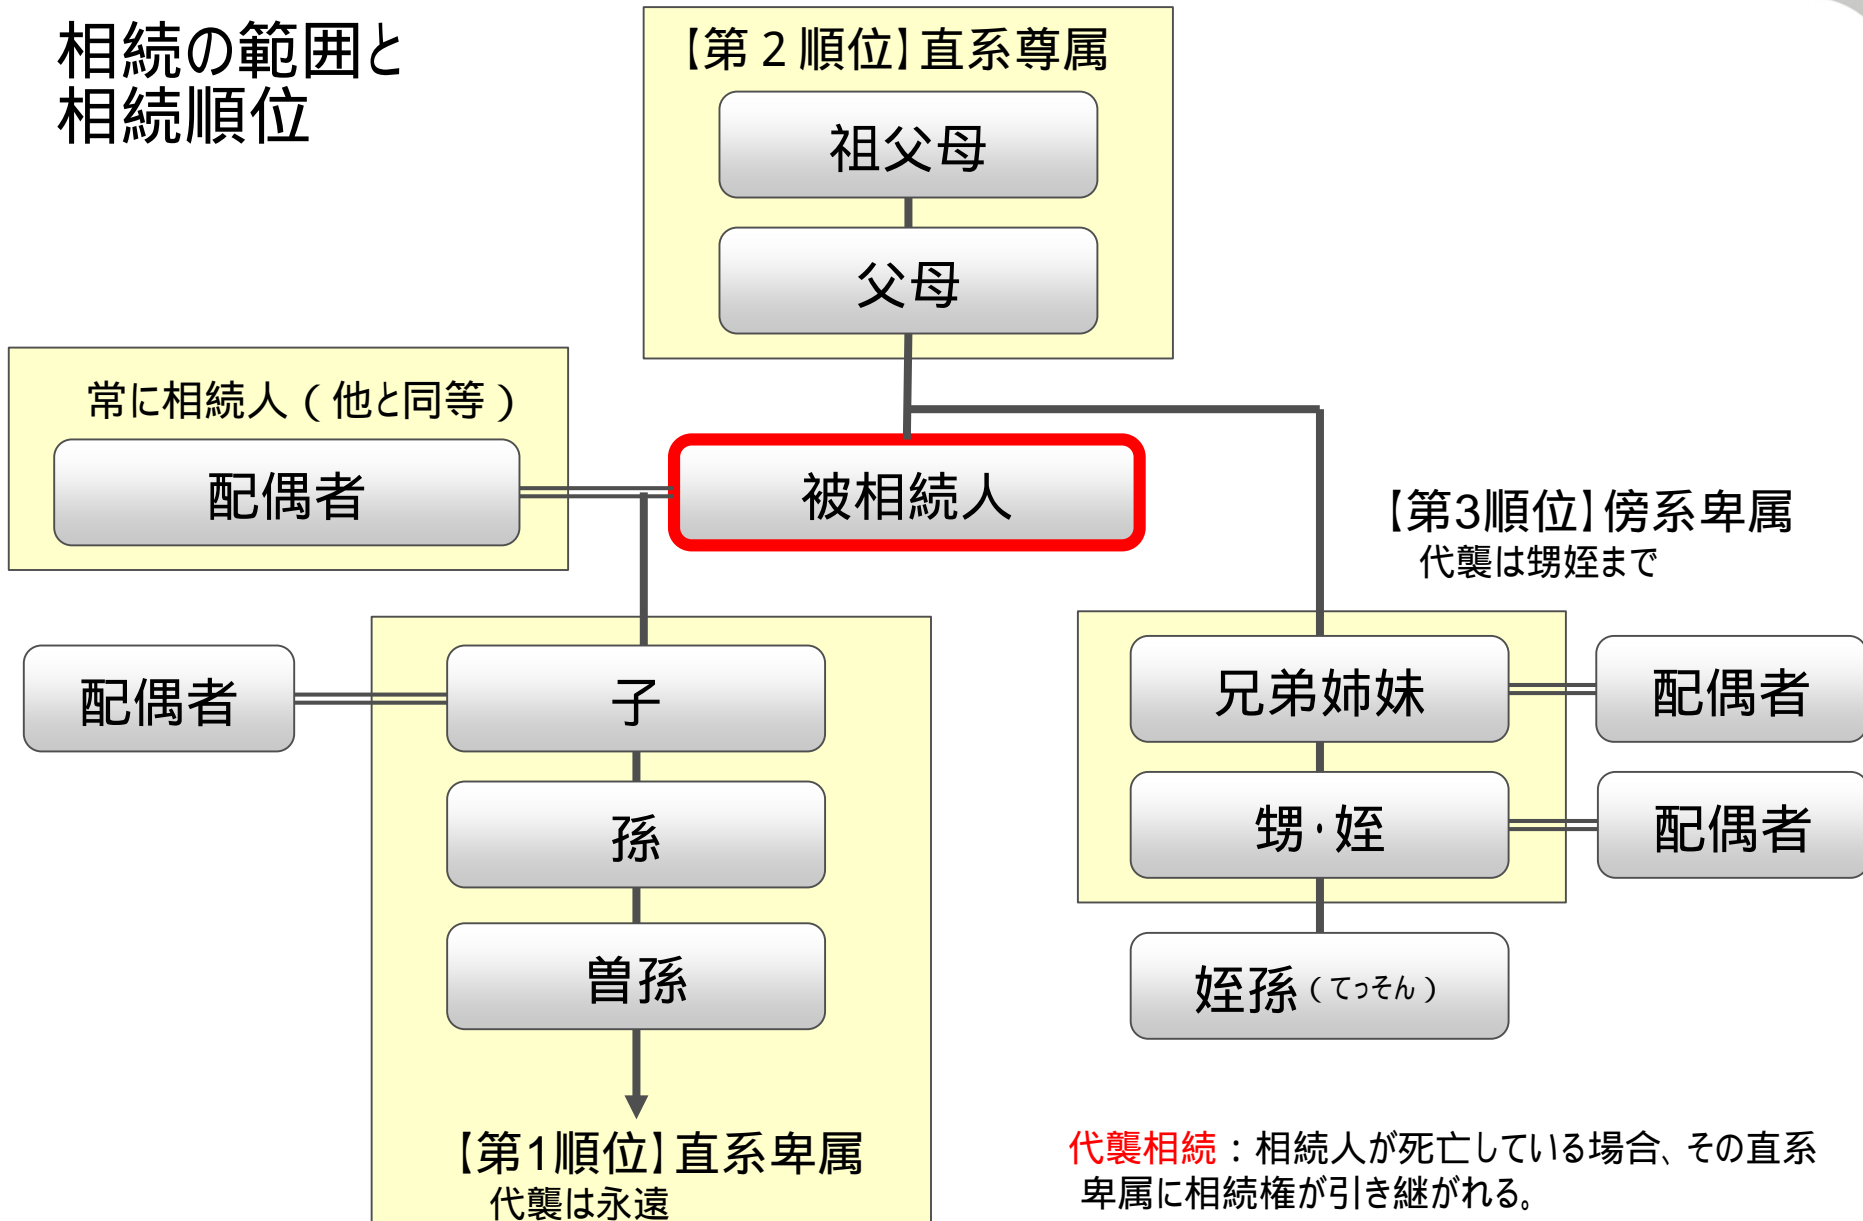 相続の範囲と
相続順位
【第２順位】直系尊属
祖父母
父母
常に相続人（他と同等）
配偶者
被相続人
【第3順位】傍系卑属
代襲は甥姪まで
配偶者
子
兄弟姉妹
配偶者
孫
甥・姪
配偶者
曽孫
姪孫（てっそん）
【第1順位】直系卑属
代襲は永遠
代襲相続：相続人が死亡している場合、その直系
卑属に相続権が引き継がれる。